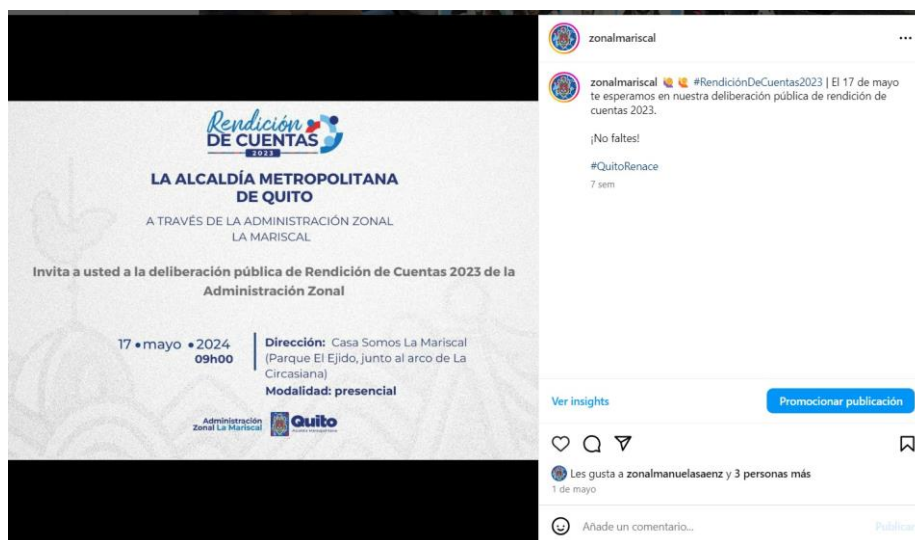 Rendición
DE CUENTAS
2023
LA ALCALDÍA METROPOLITANA
DE QUITO
A TRAVÉS DE LA ADMINISTRACIÓN ZONAL
LA MARISCAL
Invita a usted a la deliberación pública de Rendición de Cuentas 2023 de la
Administración Zonal
17 • mayo • 2024
09h00
Dirección: Casa Somos La Mariscal
(Parque El Ejido, junto al arco de La
Circasiana)
Modalidad: presencial
Administración
Zonal La Mariscal
Quito
Alcaldía Metropolitana
zonalmariscal
zonalmariscal #RendiciónDeCuentas2023 | El 17 de mayo
te esperamos en nuestra deliberación pública de rendición de
cuentas 2023.
¡No faltes!
#QuitoRenace
7 sem
Ver insights
Promocionar publicación
Les gusta a zonalmanuelasaenz y 3 personas más
1 de mayo
Añade un comentario...
Publicar